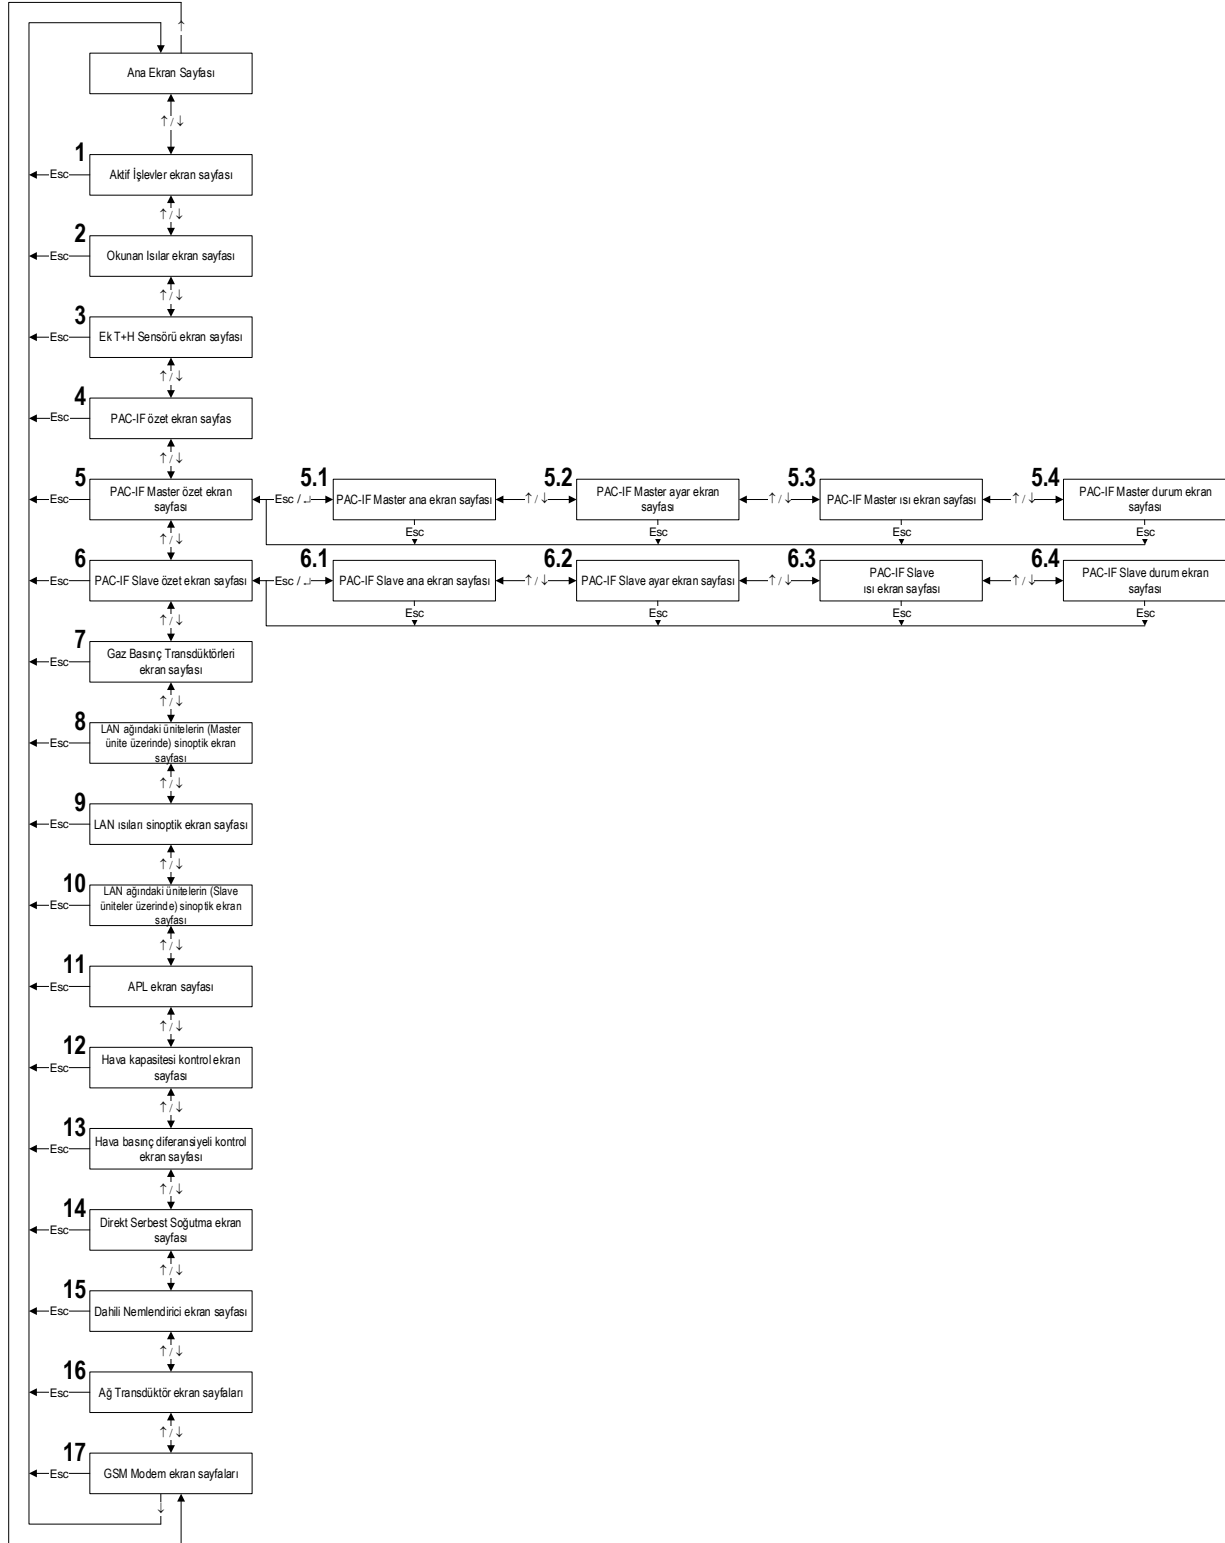 ↑
Ana Ekran Sayfası
↑ / ↓
1
Esc
Aktif İşlevler ekran sayfası
↑ / ↓
2
Esc
Okunan Isılar ekran sayfası
↑ / ↓
3
Esc
Ek T+H Sensörü ekran sayfası
↑ / ↓
4
Esc
PAC-IF özet ekran sayfas
↑ / ↓
5
Esc
PAC-IF Master özet ekran
sayfası
Esc / ↵
5.1
PAC-IF Master ana ekran sayfası
Esc
↑ / ↓
5.2
PAC-IF Master ayar ekran
sayfası
Esc
↑ / ↓
5.3
PAC-IF Master ısı ekran sayfası
Esc
↑ / ↓
5.4
PAC-IF Master durum ekran
sayfası
Esc
↑ / ↓
6
Esc
PAC-IF Slave özet ekran sayfası
Esc / ↵
6.1
PAC-IF Slave ana ekran sayfası
Esc
↑ / ↓
6.2
PAC-IF Slave ayar ekran sayfası
Esc
↑ / ↓
6.3
PAC-IF Slave
ısı ekran sayfası
Esc
↑ / ↓
6.4
PAC-IF Slave durum ekran
sayfası
Esc
↑ / ↓
7
Esc
Gaz Basınç Transdüktörleri
ekran sayfası
↑ / ↓
8
Esc
LAN ağındaki ünitelerin (Master
ünite üzerinde) sinoptik ekran
sayfası
↑ / ↓
9
Esc
LAN ısıları sinoptik ekran sayfası
↑ / ↓
10
Esc
LAN ağındaki ünitelerin (Slave
üniteler üzerinde) sinoptik ekran
sayfası
↑ / ↓
11
Esc
APL ekran sayfası
↑ / ↓
12
Esc
Hava kapasitesi kontrol ekran
sayfası
↑ / ↓
13
Esc
Hava basınç diferansiyeli kontrol
ekran sayfası
↑ / ↓
14
Esc
Direkt Serbest Soğutma ekran
sayfası
↑ / ↓
15
Esc
Dahili Nemlendirici ekran sayfası
↑ / ↓
16
Esc
Ağ Transdüktör ekran sayfaları
↑ / ↓
17
Esc
GSM Modem ekran sayfaları
↓